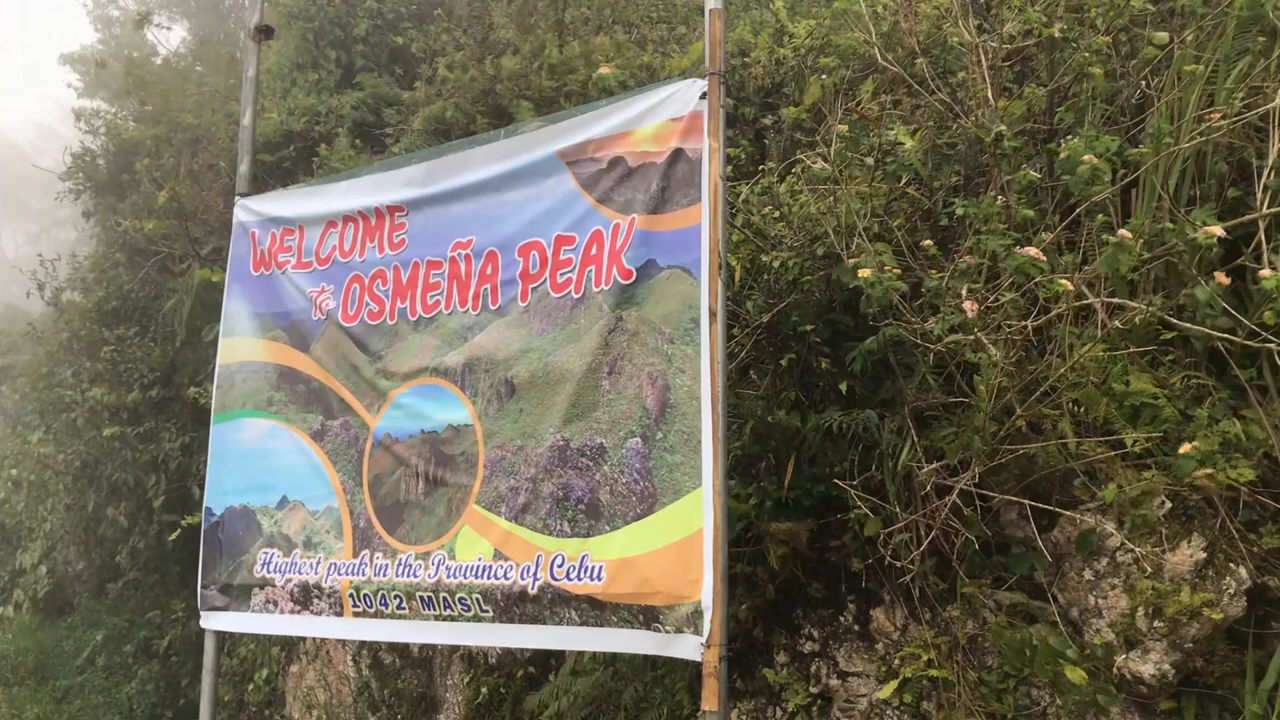 WELCOME
to OSMEÑA PEAK
Highest peak in the Province of Cebu
1042 MASL